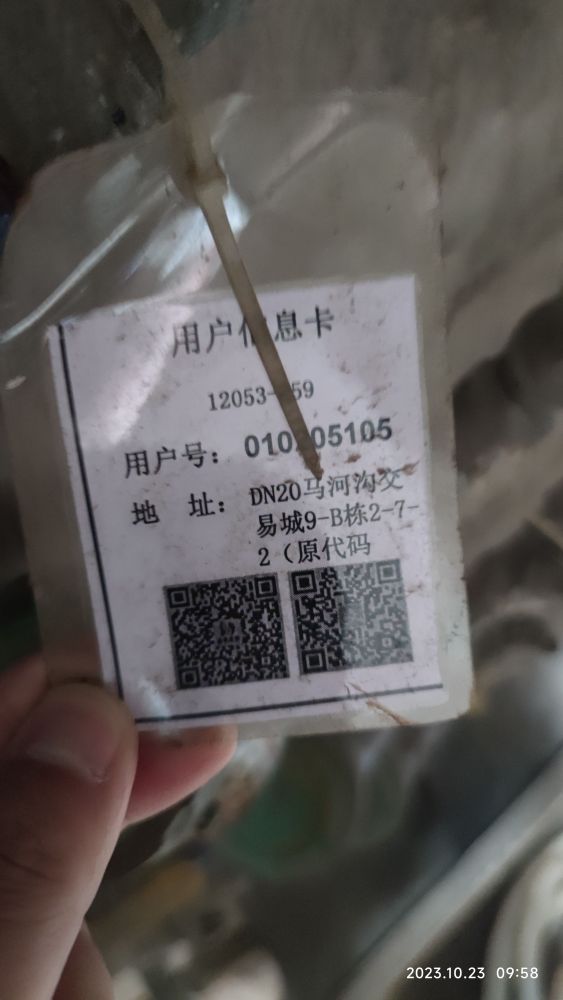 用户信息卡
用户号：
地 址：DN20马河沟交
易城9-B栋2-7-
2（原代码
2023.10.23 09:58